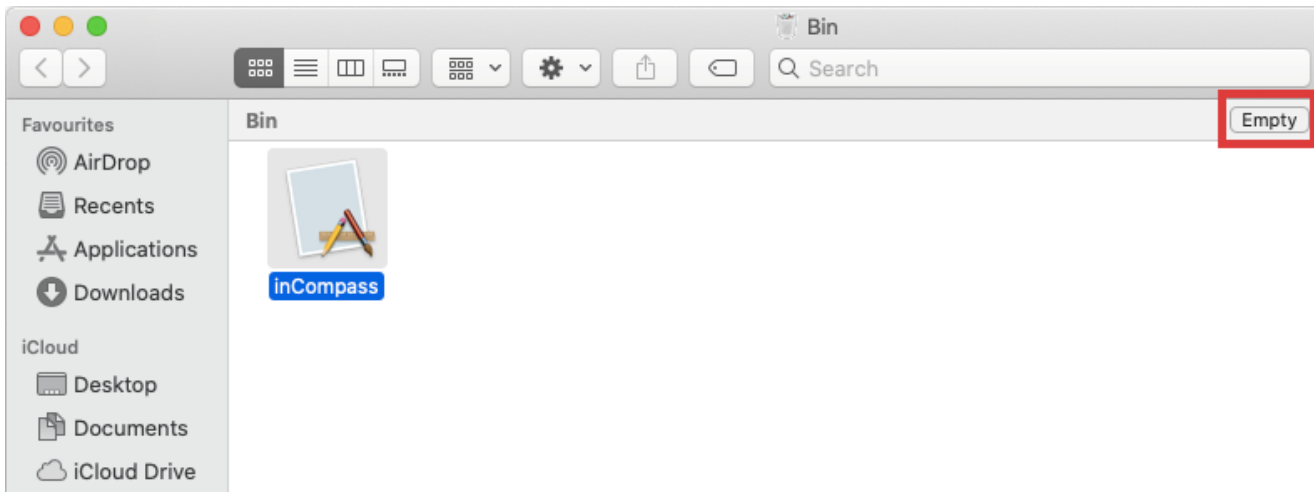 Bin
Search
Favourites
AirDrop
Recents
Applications
Downloads
iCloud
Desktop
Documents
iCloud Drive
Bin
Empty
inCompass